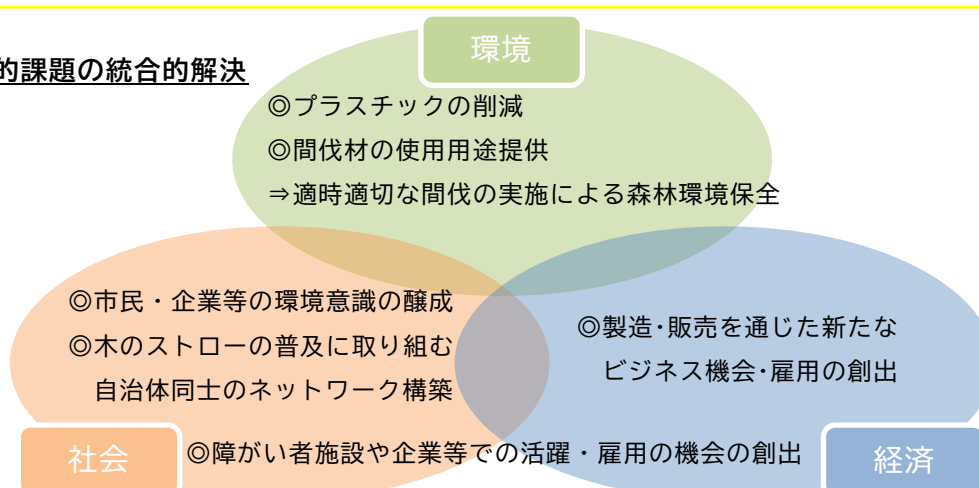 的課題の統合的解決
環境
◎プラスチックの削減
◎間伐材の使用用途提供
⇒適時適切な間伐の実施による森林環境保全
◎市民・企業等の環境意識の醸成
◎木のストローの普及に取り組む
自治体同士のネットワーク構築
◎製造・販売を通じた新たな
ビジネス機会・雇用の創出
社会
◎障がい者施設や企業等での活躍・雇用の機会の創出
経済